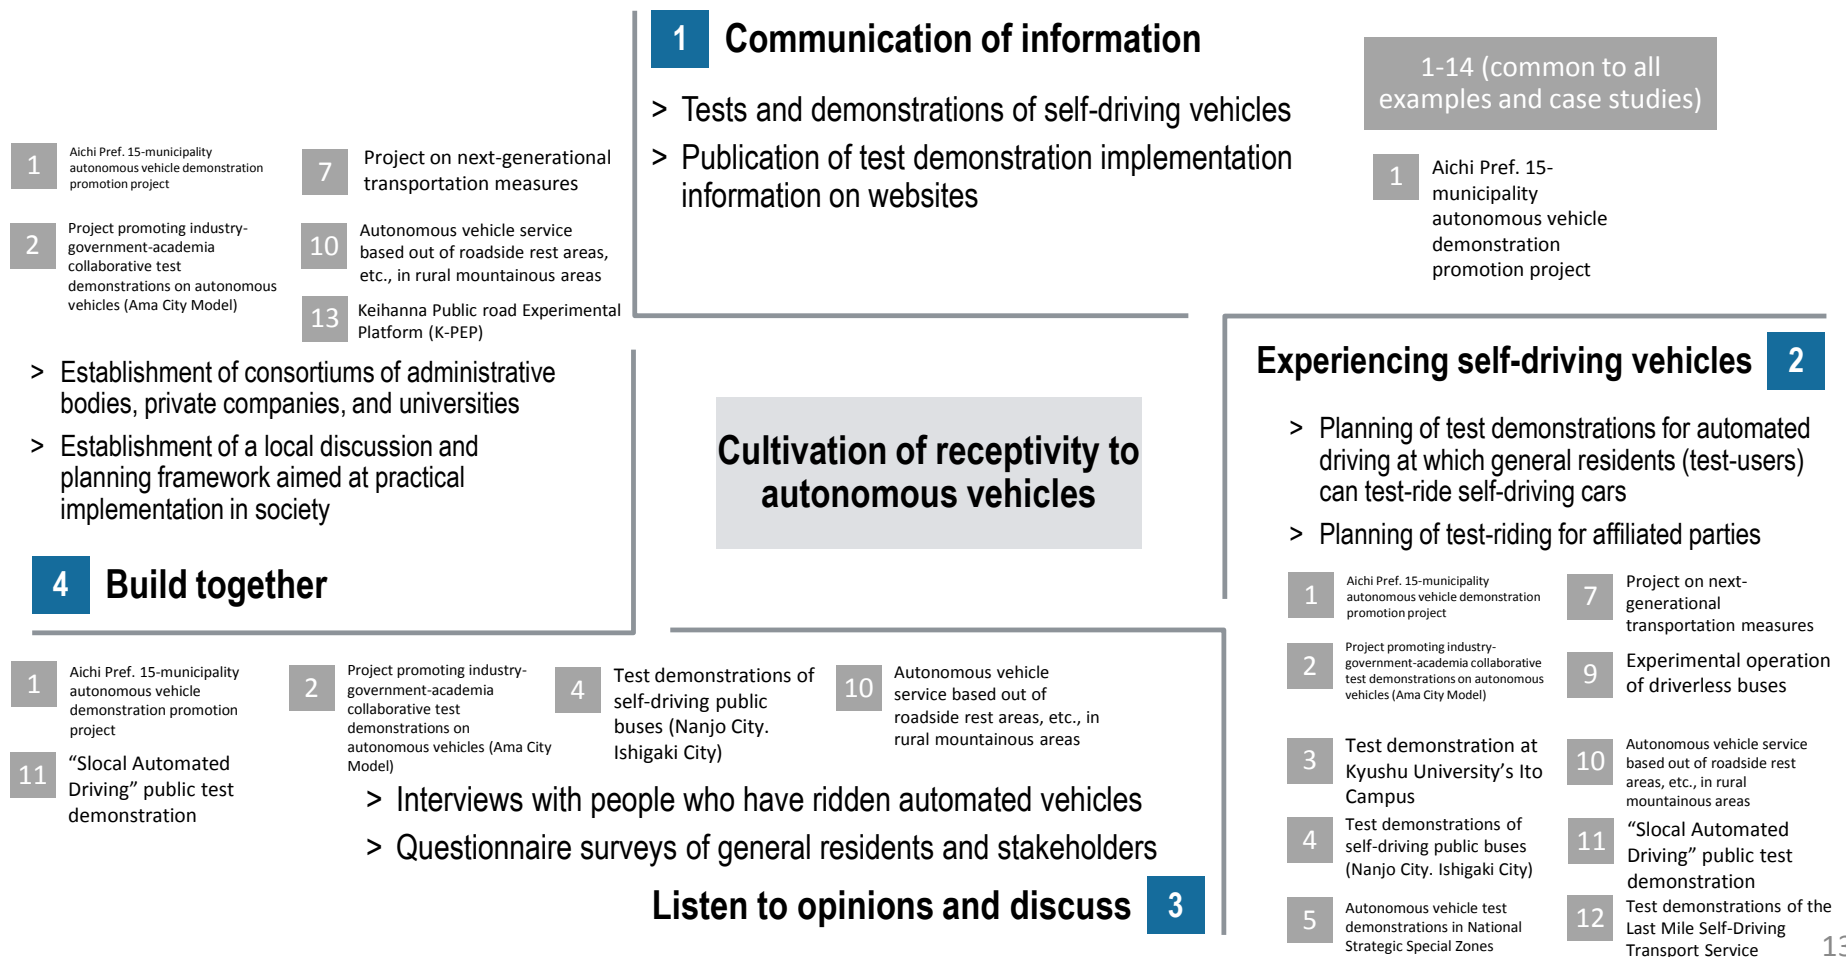 1 Communication of information
> Tests and demonstrations of self-driving vehicles
> Publication of test demonstration implementation
information on websites
1-14 (common to all
examples and case studies)
1 Aichi Pref. 15-
municipality
autonomous vehicle
demonstration
promotion project
Experiencing self-driving vehicles 2
> Planning of test demonstrations for automated
driving at which general residents (test-users)
can test-ride self-driving cars
> Planning of test-riding for affiliated parties
1 Aichi Pref. 15-municipality
autonomous vehicle demonstration
promotion project
2 Project promoting industry-
government-academia collaborative
test demonstrations on autonomous
vehicles (Ama City Model)
3 Test demonstration at
Kyushu University's Ito
Campus
4 Test demonstrations of
self-driving public buses
(Nanjo City. Ishigaki City)
5 Autonomous vehicle test
demonstrations in National
Strategic Special Zones
7 Project on next-
generational
transportation measures
9 Experimental operation
of driverless buses
10 Autonomous vehicle service
based out of roadside rest
areas, etc., in rural
mountainous areas
11 “Slocal Automated
Driving” public test
demonstration
12 Test demonstrations of the
Last Mile Self-Driving
Transport Service
Cultivation of receptivity to
autonomous vehicles
1 Aichi Pref. 15-municipality
autonomous vehicle demonstration
promotion project
2 Project promoting industry-
government-academia
collaborative test
demonstrations on autonomous
vehicles (Ama City Model)
7 Project on next-generational
transportation measures
10 Autonomous vehicle service
based out of roadside rest areas,
etc., in rural mountainous areas
13 Keihanna Public road Experimental
Platform (K-PEP)
> Establishment of consortiums of administrative
bodies, private companies, and universities
> Establishment of a local discussion and
planning framework aimed at practical
implementation in society
4 Build together
1 Aichi Pref. 15-municipality
autonomous vehicle
demonstration promotion
project
11 “Slocal Automated
Driving” public test
demonstration
2 Project promoting industry-
government-academia
collaborative test
demonstrations on
autonomous vehicles (Ama City
Model)
4 Test demonstrations of
self-driving public
buses (Nanjo City.
Ishigaki City)
10 Autonomous vehicle
service based out of
roadside rest areas, etc., in
rural mountainous areas
> Interviews with people who have ridden automated vehicles
> Questionnaire surveys of general residents and stakeholders
Listen to opinions and discuss 3